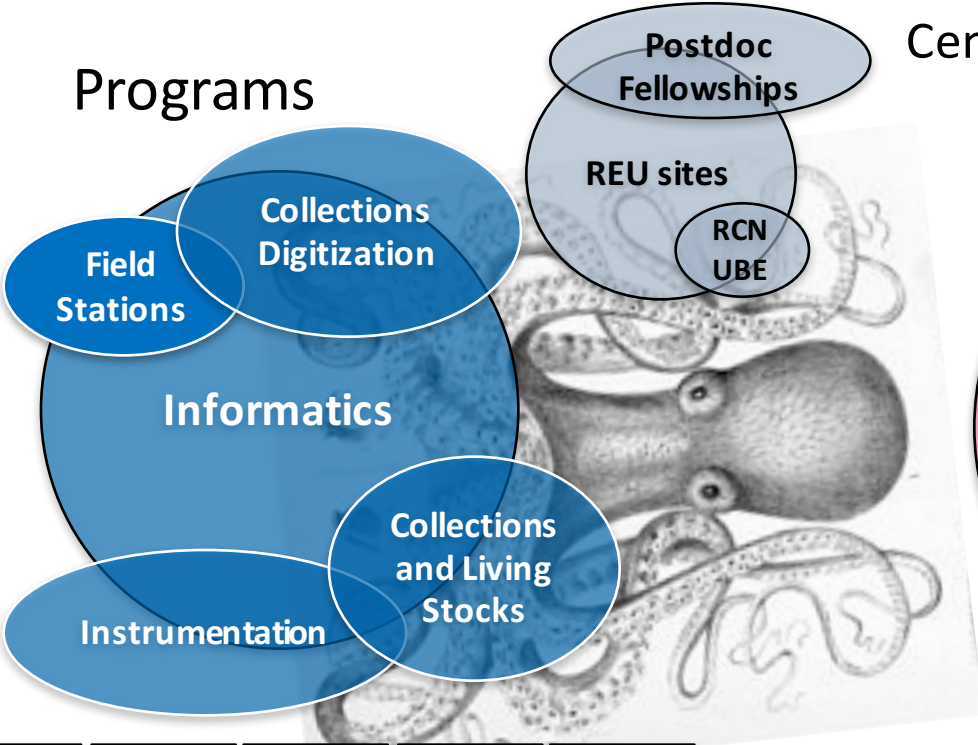 Programs
Postdoc
Fellowships
REU sites
RCN
UBE
Collections
Digitization
Field
Stations
Informatics
Collections
and Living
Stocks
Instrumentation